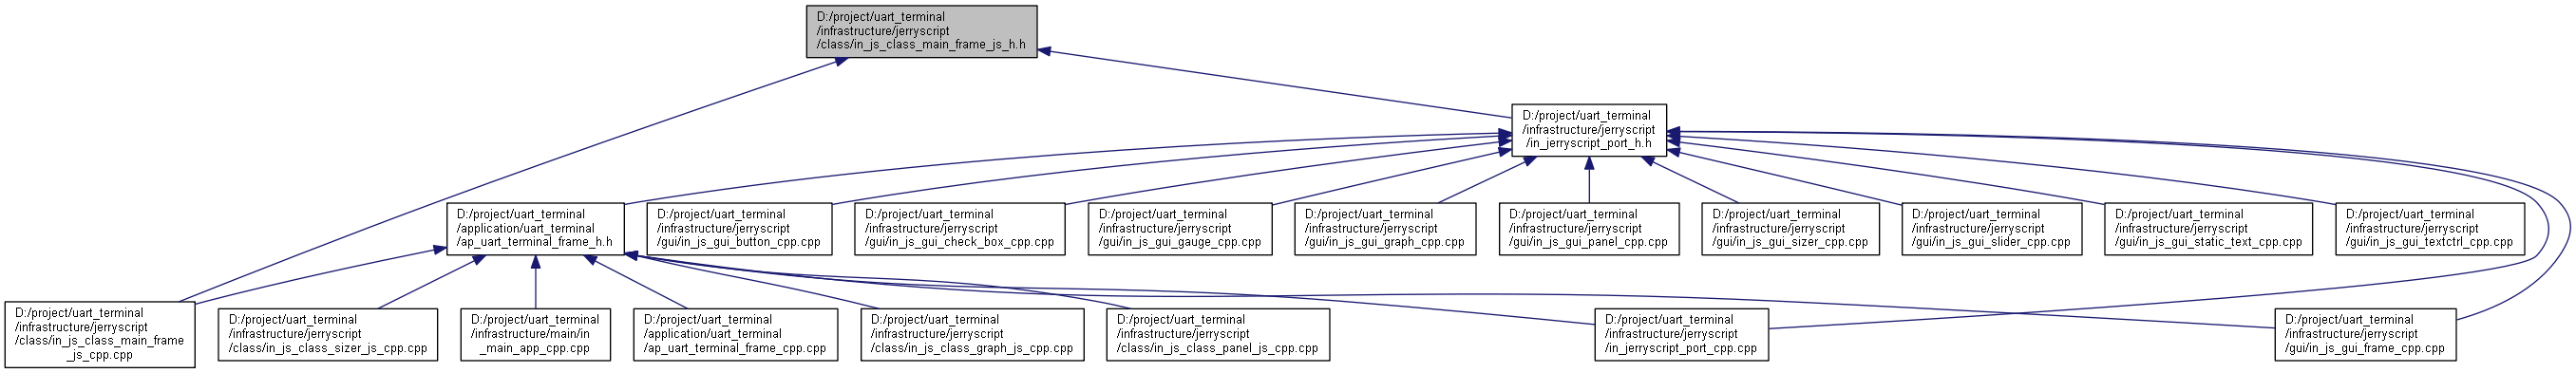 D:/project/uart_terminal
/infrastructure/jerryscript
/class/in_js_class_main_frame_js_h.h
D:/project/uart_terminal
/infrastructure/jerryscript
/in_jerryscript_port_h.h
D:/project/uart_terminal
/application/uart_terminal
/ap_uart_terminal_frame_h.h
D:/project/uart_terminal
/infrastructure/jerryscript
/gui/in_js_gui_button_cpp.cpp
D:/project/uart_terminal
/infrastructure/jerryscript
/gui/in_js_gui_check_box_cpp.cpp
D:/project/uart_terminal
/infrastructure/jerryscript
/gui/in_js_gui_gauge_cpp.cpp
D:/project/uart_terminal
/infrastructure/jerryscript
/gui/in_js_gui_graph_cpp.cpp
D:/project/uart_terminal
/infrastructure/jerryscript
/gui/in_js_gui_panel_cpp.cpp
D:/project/uart_terminal
/infrastructure/jerryscript
/gui/in_js_gui_sizer_cpp.cpp
D:/project/uart_terminal
/infrastructure/jerryscript
/gui/in_js_gui_slider_cpp.cpp
D:/project/uart_terminal
/infrastructure/jerryscript
/gui/in_js_gui_static_text_cpp.cpp
D:/project/uart_terminal
/infrastructure/jerryscript
/gui/in_js_gui_textctrl_cpp.cpp
D:/project/uart_terminal
/infrastructure/jerryscript
/class/in_js_class_main_frame
_js_cpp.cpp
D:/project/uart_terminal
/infrastructure/jerryscript
/class/in_js_class_sizer_js_cpp.cpp
D:/project/uart_terminal
/infrastructure/main/in
_main_app_cpp.cpp
D:/project/uart_terminal
/application/uart_terminal
/ap_uart_terminal_frame_cpp.cpp
D:/project/uart_terminal
/infrastructure/jerryscript
/class/in_js_class_graph_js_cpp.cpp
D:/project/uart_terminal
/infrastructure/jerryscript
/class/in_js_class_panel_js_cpp.cpp
D:/project/uart_terminal
/infrastructure/jerryscript
/in_jerryscript_port_cpp.cpp
D:/project/uart_terminal
/infrastructure/jerryscript
/gui/in_js_gui_frame_cpp.cpp